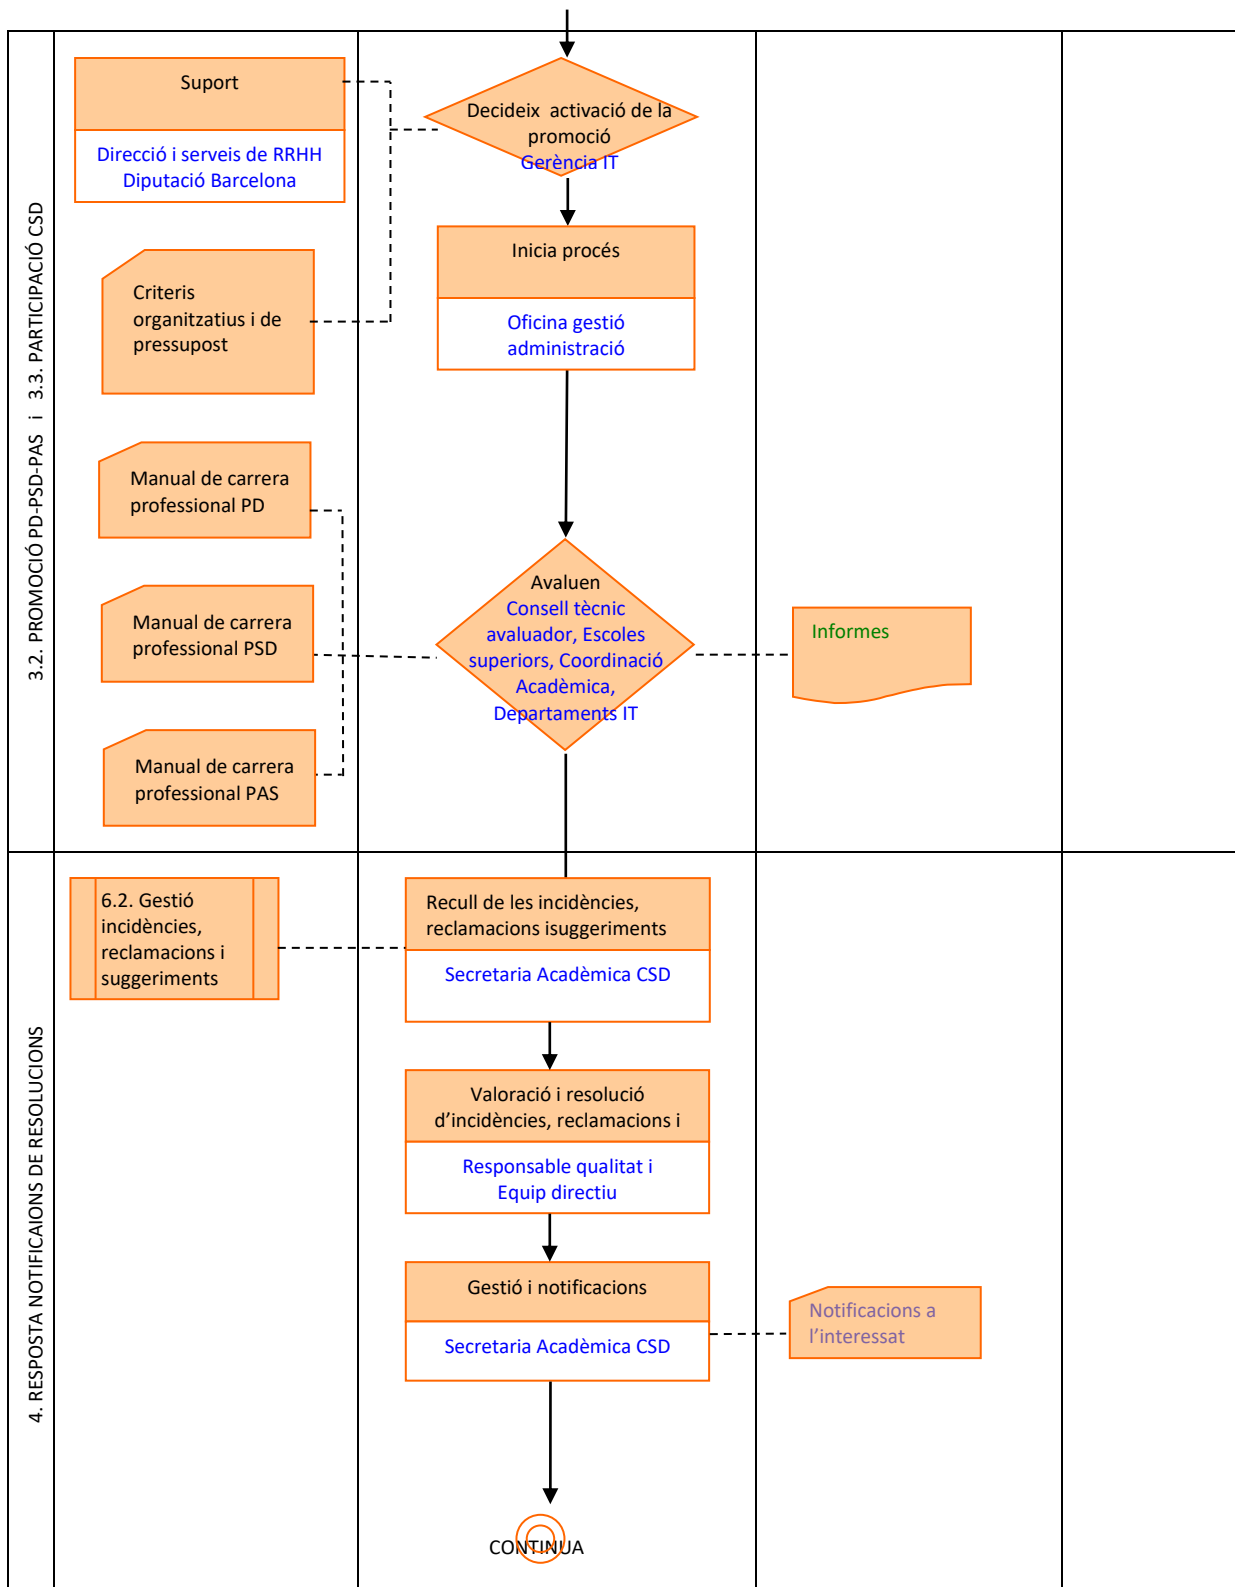 3.2. PROMOCIÓ PD-PSD-PAS i 3.3. PARTICIPACIÓ CSD
Suport
Direcció i serveis de RRHH
Diputació Barcelona
Decideix activació de la
promoció
Gerència IT
Inicia procés
Oficina gestió
administració
Criteris
organitzatius i de
pressupost
Manual de carrera
professional PD
Manual de carrera
professional PSD
Manual de carrera
professional PAS
Avaluen
Consell tècnic
avaluador, Escoles
superiors, Coordinació
Acadèmica,
Departaments IT
Informes
4. RESPOSTA NOTIFICAIONS DE RESOLUCIONS
6.2. Gestió
incidències,
reclamacions i
suggeriments
Recull de les incidències,
reclamacions isuggeriments
Secretaria Acadèmica CSD
Valoració i resolució
d’incidències, reclamacions i
Responsable qualitat i
Equip directiu
Gestió i notificacions
Secretaria Acadèmica CSD
Notificacions a
l’interessat
CONTINUA